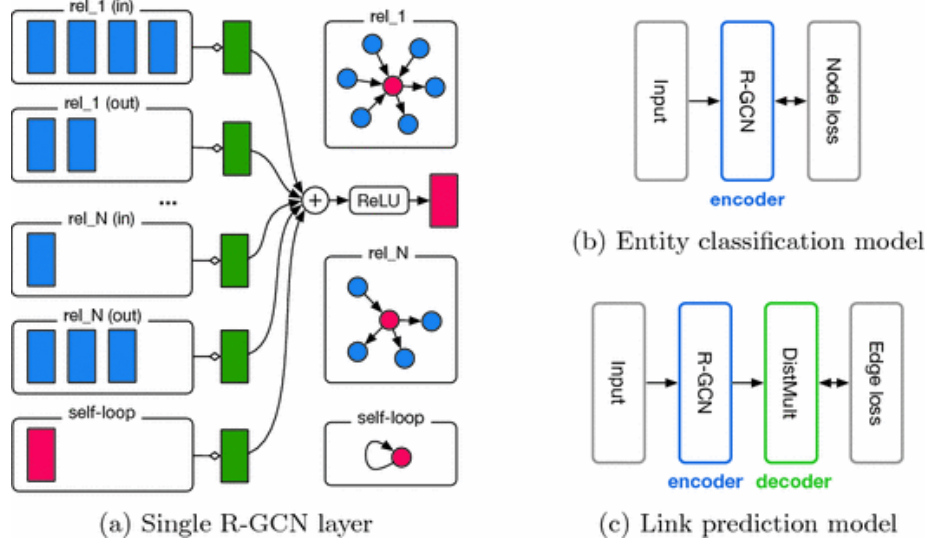 rel_1 (in)
rel_1 (out)
...
rel_N (in)
rel_N (out)
self-loop
+
ReLU
rel_1
rel_N
self-loop
(a) Single R-GCN layer
Input
R-GCN
Node loss
encoder
(b) Entity classification model
Input
R-GCN
DistMult
Edge loss
encoder
decoder
(c) Link prediction model